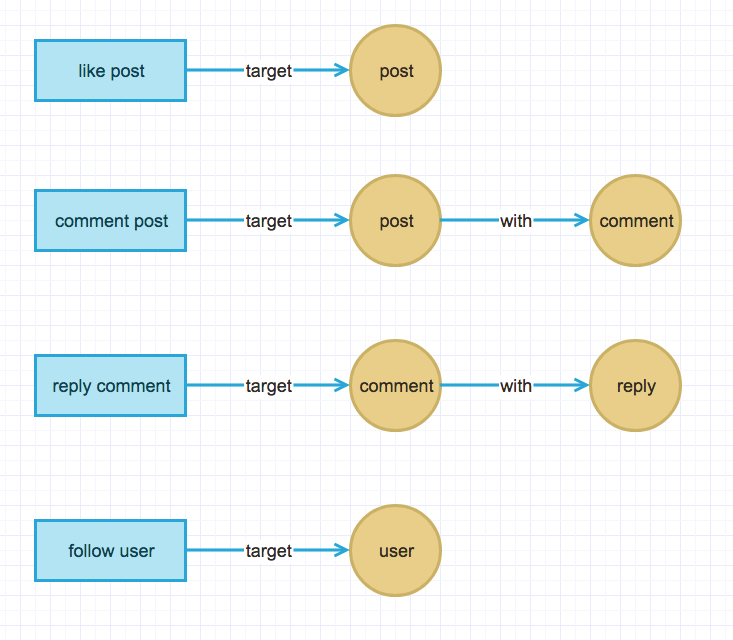 like post target post
comment post target post with comment
reply comment target comment with reply
follow user target user